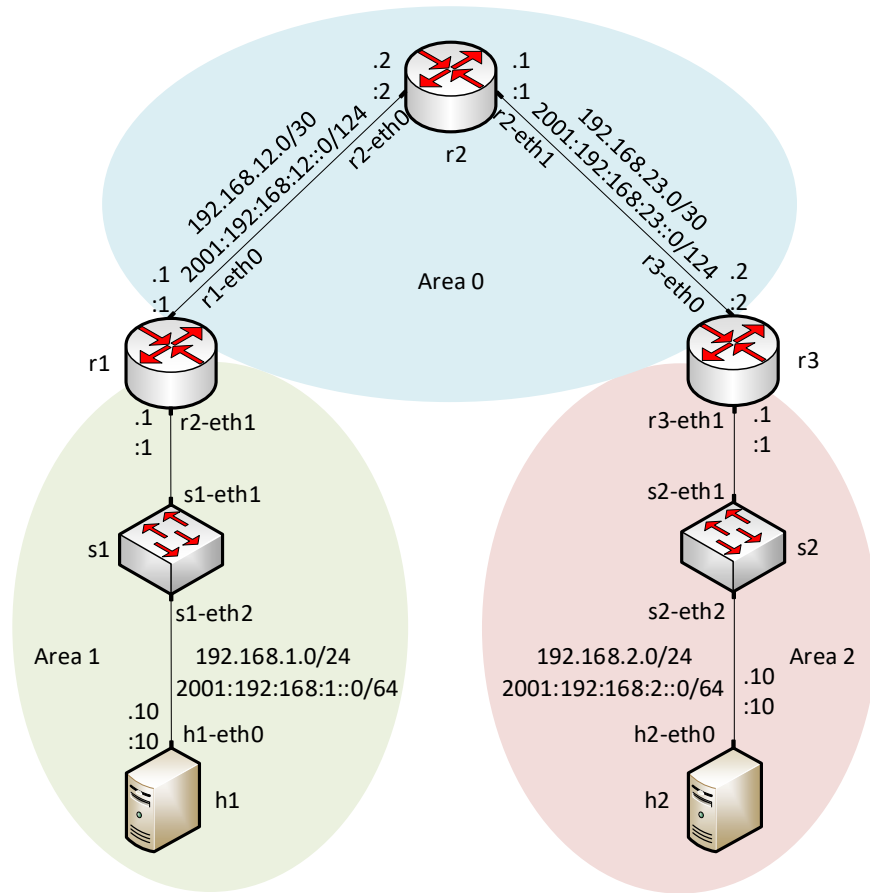 .2
:2
.1
:1
r2-eth0
r2-eth1
r2
192.168.12.0/30
2001:192:168:12::0/124
r1-eth0
192.168.23.0/30
2001:192:168:23::0/124
r3-eth0
Area 0
.1
:1
.2
:2
r1
r3
.1
:1
r2-eth1
r3-eth1
.1
:1
s1-eth1
s2-eth1
s1
s2
s1-eth2
s2-eth2
Area 1
192.168.1.0/24
2001:192:168:1::0/64
192.168.2.0/24
2001:192:168:2::0/64
Area 2
.10
:10
h1-eth0
h2-eth0
.10
:10
h1
h2